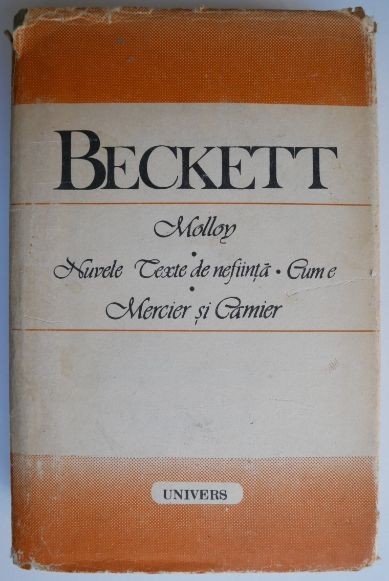 BECKETT
Molloy
•
Nuvele Texte de neființă • Cum e
•
Mercier și Camier
UNIVERS